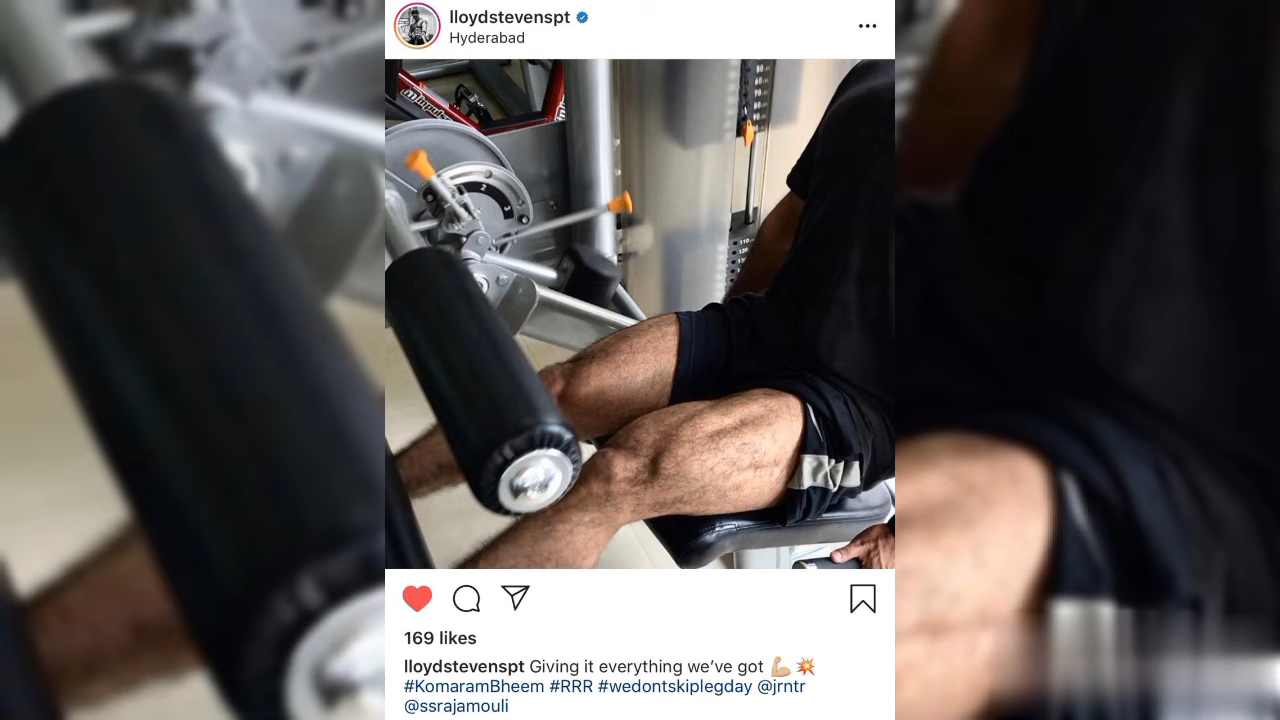 lloydstevenspt
Hyderabad
169 likes
lloydstevenspt Giving it everything we’ve got 💪🏼💥
#KomaramBheem #RRR #wedontskiplegday @jrntr
@ssrajamouli